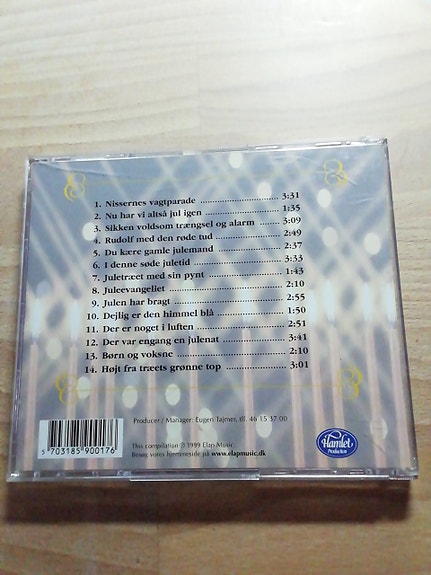 1. Nissernes vagtparade ........ 3:31
2. Nu har vi altså jul igen ........ 1:35
3. Sikken voldsom trængsel og alarm ........ 3:09
4. Rudolf med den røde tud ........ 2:49
5. Du kære gamle julemand ........ 2:37
6. I denne søde juletid ........ 3:33
7. Juletræet med sin pynt ........ 1:43
8. Juleevangeliet ........ 2:10
9. Julen har bragt ........ 2:55
10. Dejlig er den himmel blå ........ 1:50
11. Der er noget i luften ........ 2:51
12. Der var engang en julenat ........ 3:41
13. Børn og voksne ........ 2:10
14. Højt fra træets grønne top ........ 3:01
Producer / Manager: Eugen Tajmer, tlf. 46 15 37 00
This compilation ℗ 1999 Elap Music
Besøg vores hjemmeside på www.elapmusic.dk
5 703185 900176
Hamlet
Production